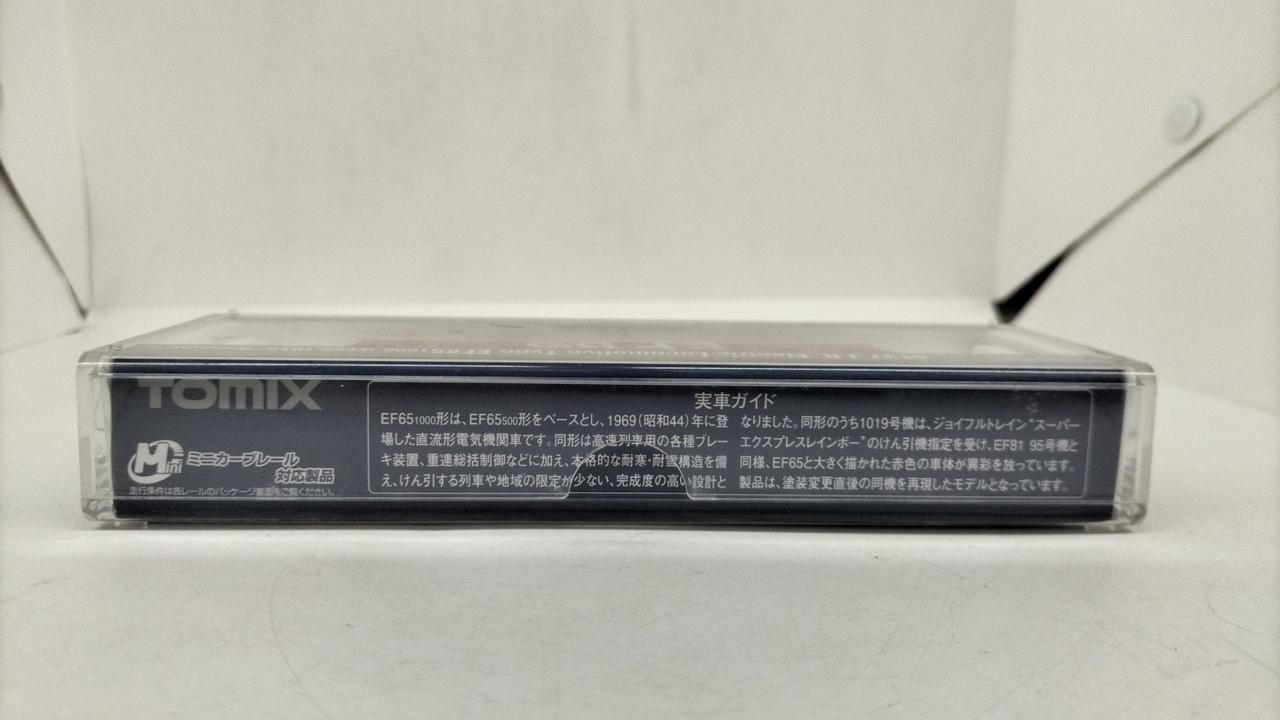 J.R. Electric Locomotive Type EF65 1000
TOMIX
Mini
ミニカーブレール
対応製品
走行条件は各レールのパッケージ裏面をご覧ください。
実車ガイド
EF651000形は、EF65500形をベースとし、1969(昭和44)年に登
場した直流形電気機関車です。同形は高速列車用の各種ブレー
キ装置、重連総括制御などに加え、本格的な耐寒・耐雪構造を備
え、けん引する列車や地域の限定が少ない、完成度の高い設計と
なりました。同形のうち1019号機は、ジョイフルトレイン"スーパー
エクスプレスレインボー"のけん引機指定を受け、EF81 95号機と
同様、EF65と大きく描かれた赤色の車体が異彩を放っています。
製品は、塗装変更直後の同機を再現したモデルとなっています。